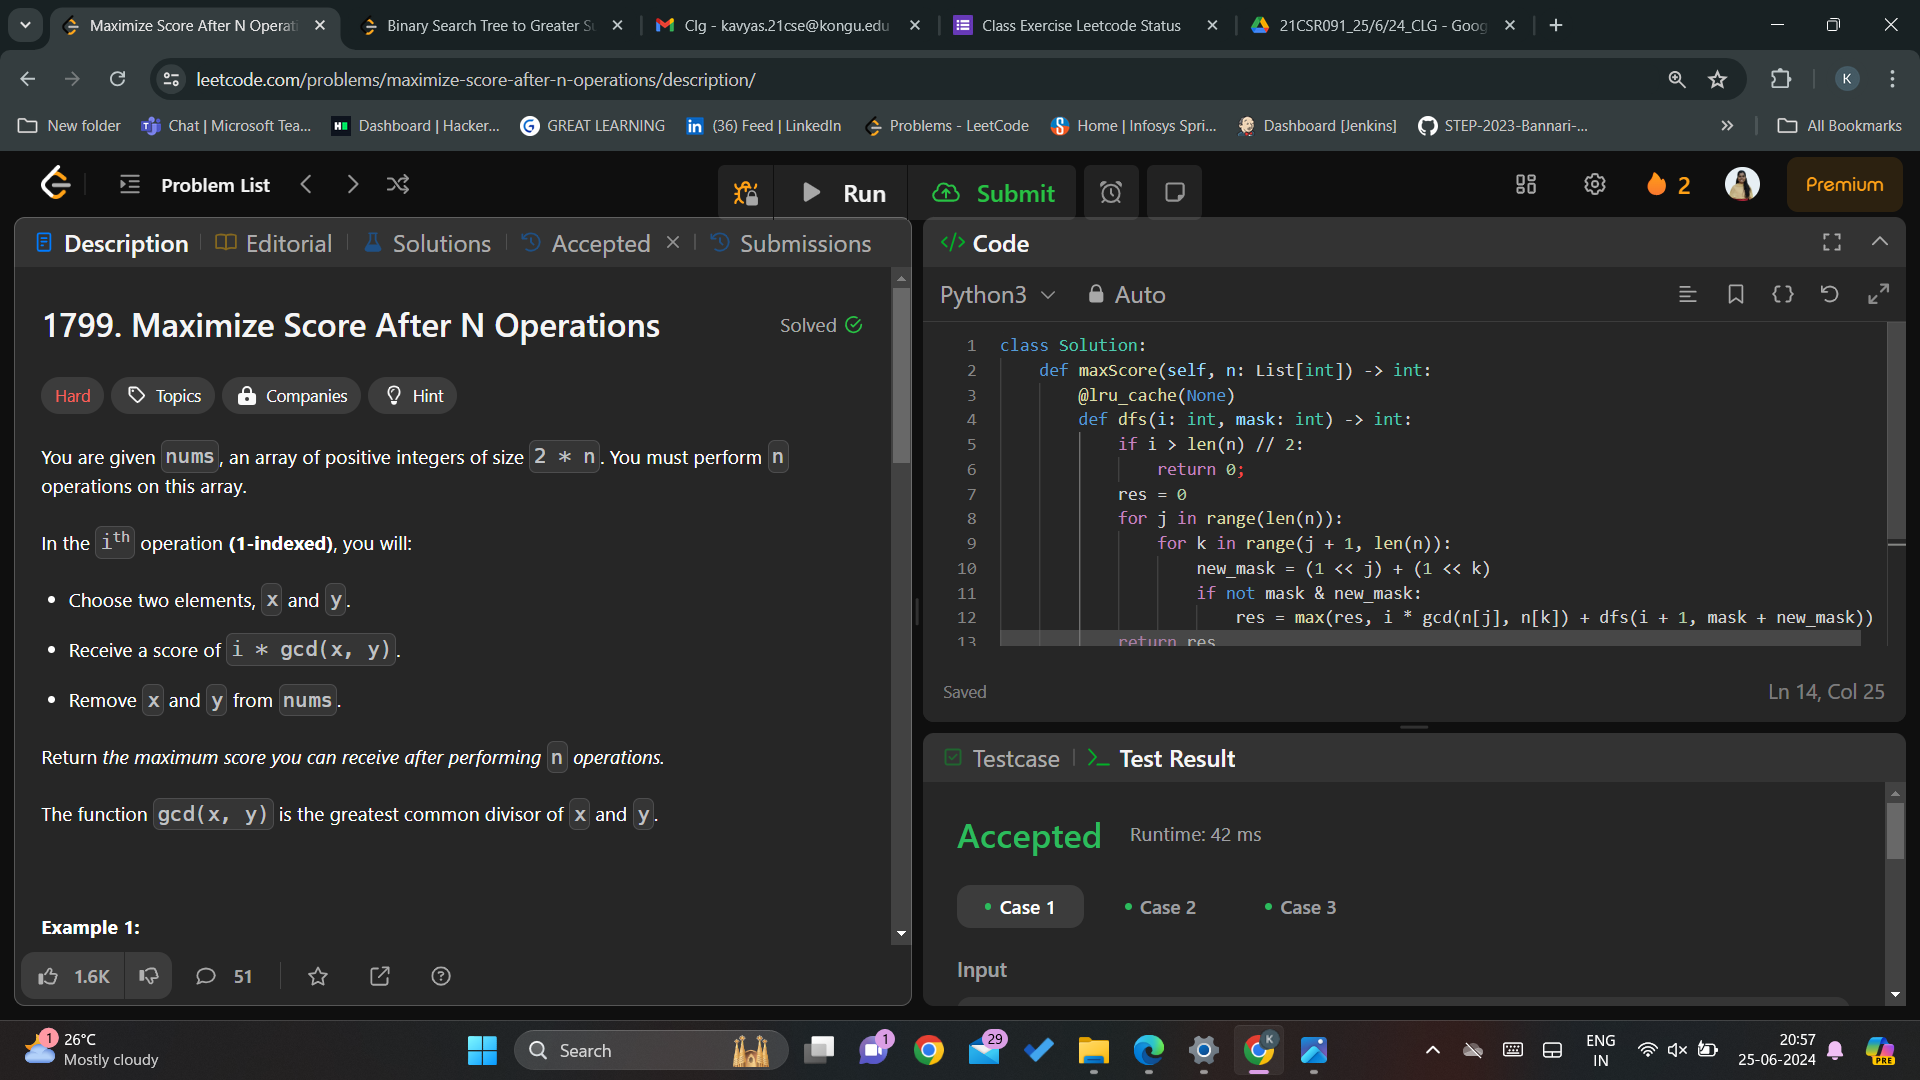 Maximize Score After N Operati
Binary Search Tree to Greater Su
Clg - kavyas.21cse@kongu.edu
Class Exercise Leetcode Status
21CSR091_25/6/24_CLG - Goog
leetcode.com/problems/maximize-score-after-n-operations/description/
K
New folder
Chat | Microsoft Tea...
Dashboard | Hacker...
GREAT LEARNING
(36) Feed | LinkedIn
Problems - LeetCode
Home | Infosys Spri...
Dashboard [Jenkins]
STEP-2023-Bannari-...
All Bookmarks
Problem List
Run
Submit
2
Premium
Description
Editorial
Solutions
Accepted
Submissions
1799. Maximize Score After N Operations
Solved
Hard
Topics
Companies
Hint
You are given nums, an array of positive integers of size 2 * n. You must perform n
operations on this array.
In the ith operation (1-indexed), you will:
• Choose two elements, x and y.
• Receive a score of i * gcd(x, y).
• Remove x and y from nums.
Return the maximum score you can receive after performing n operations.
The function gcd(x, y) is the greatest common divisor of x and y.
Example 1:
1.6K
51
</> Code
Python3
Auto
1 class Solution:
2 def maxScore(self, n: List[int]) -> int:
3 @lru_cache(None)
4 def dfs(i: int, mask: int) -> int:
5 if i > len(n) // 2:
6 return 0;
7 res = 0
8 for j in range(len(n)):
9 for k in range(j + 1, len(n)):
10 new_mask = (1 << j) + (1 << k)
11 if not mask & new_mask:
12 res = max(res, i * gcd(n[j], n[k]) + dfs(i + 1, mask + new_mask))
13 return res
Saved
Ln 14, Col 25
Testcase
Test Result
Accepted
Runtime: 42 ms
• Case 1
• Case 2
• Case 3
Input
1
26°C
Mostly cloudy
Search
1
29
K
ENG
IN
20:57
25-06-2024
PRE